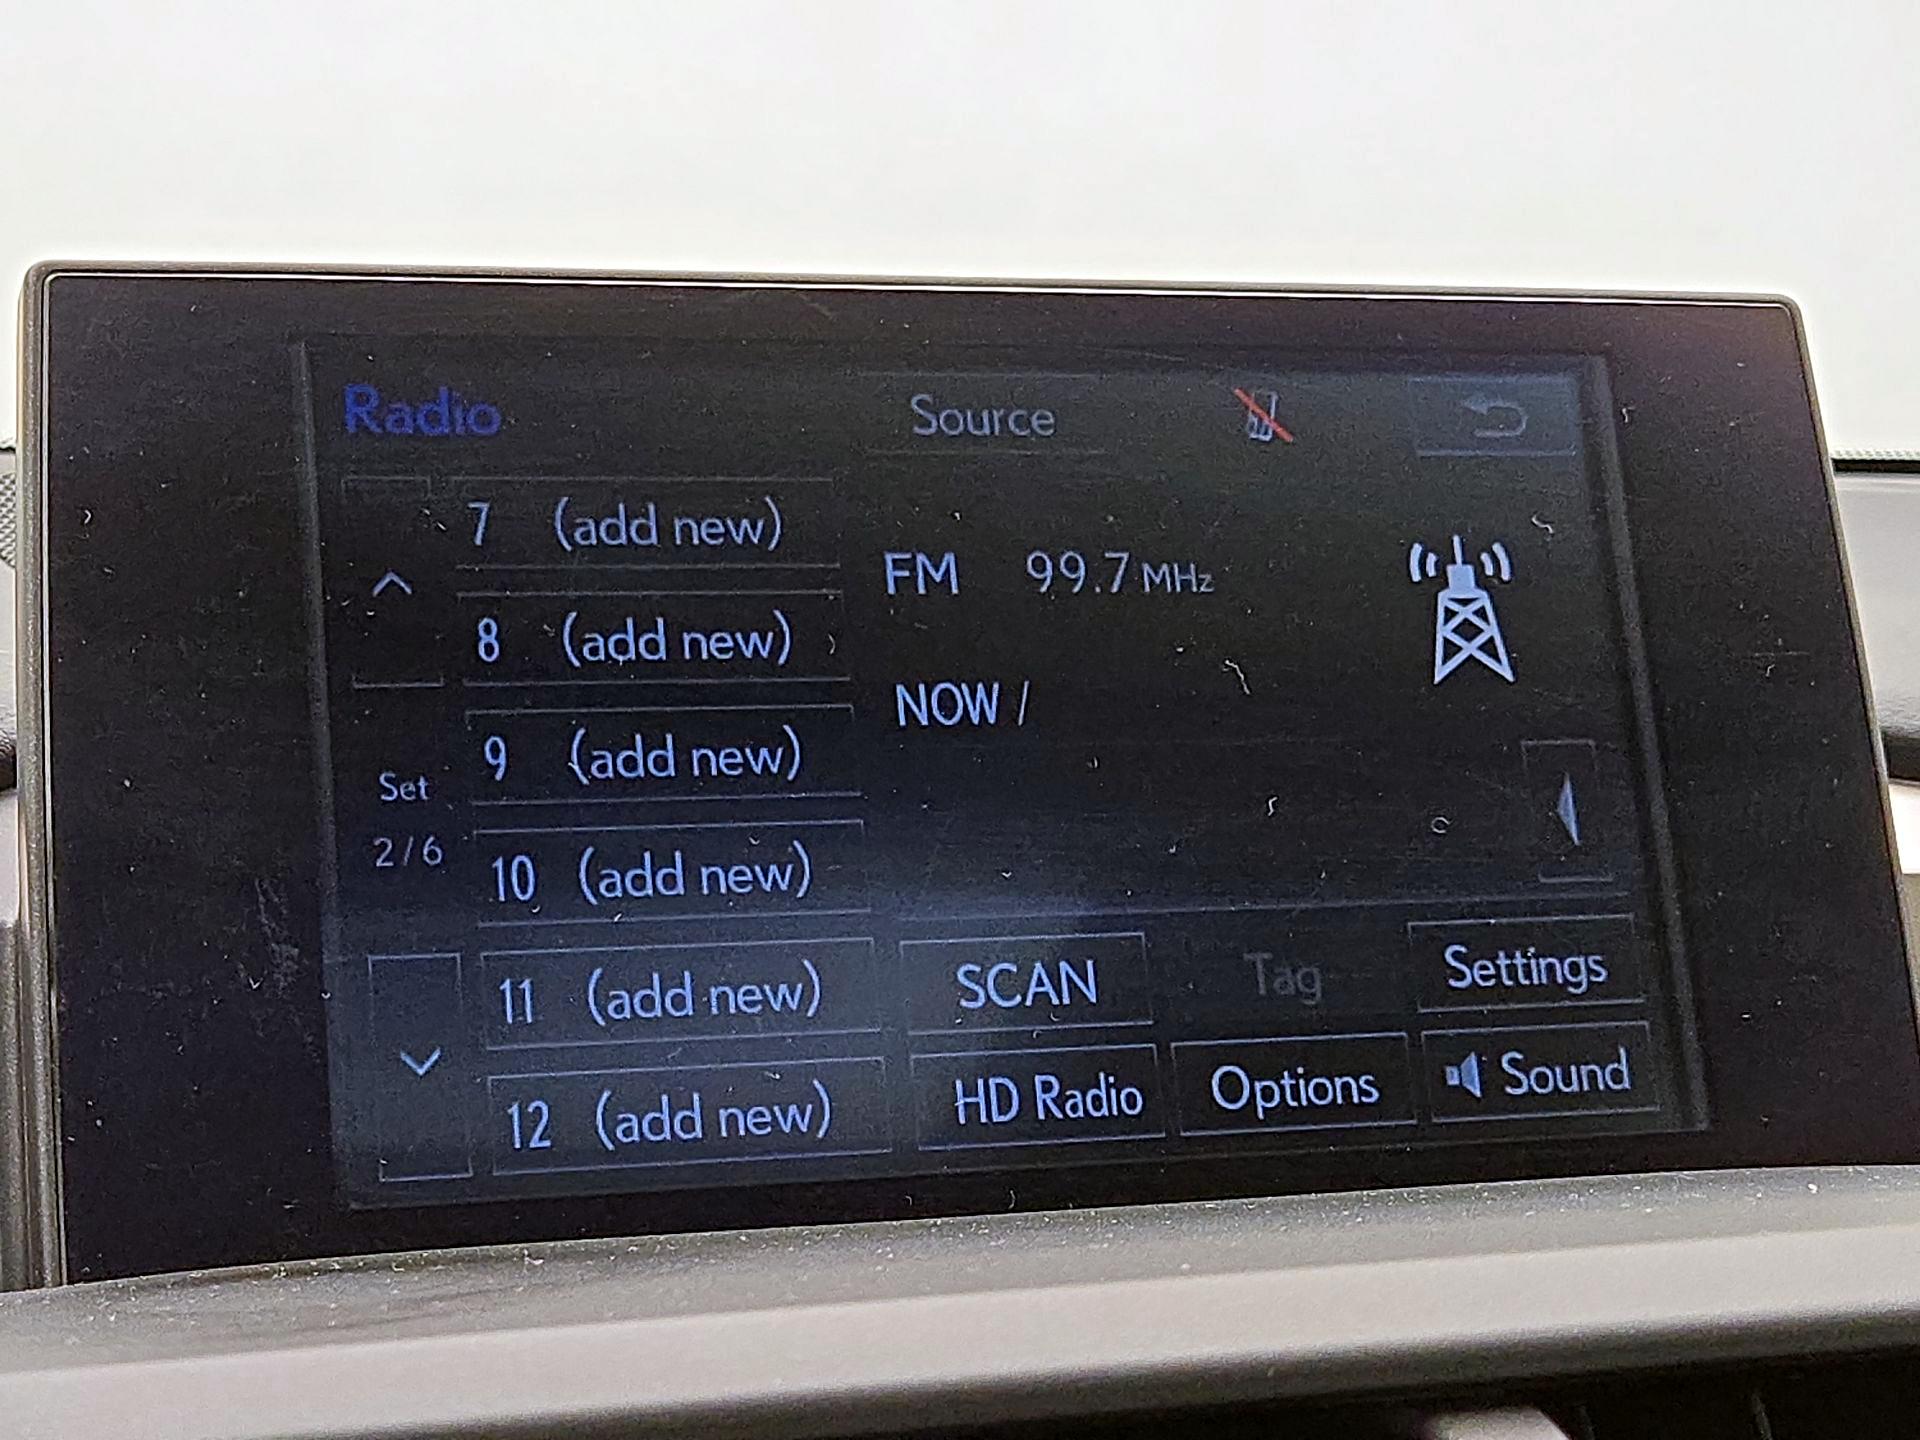 Radio
Source
7 (add new)
8 (add new)
9 (add new)
10 (add new)
11 (add new)
12 (add new)
Set
2/6
FM 99.7 MHz
NOW /
SCAN
Tag
Settings
HD Radio
Options
Sound